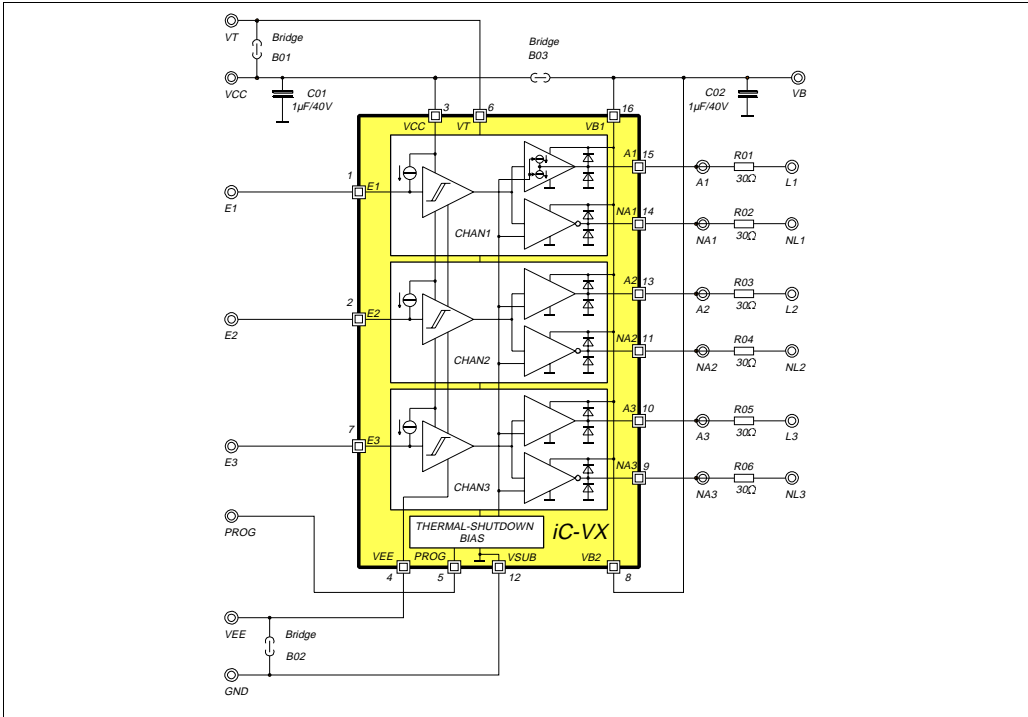 VT
Bridge
B01
Bridge
B03
VCC
C01
1µF/40V
C02
1µF/40V
VB
3
6
16
VCC
VT
VB1
1
E1
E1
CHAN1
A1
15
A1
R01
30Ω
L1
NA1
14
NA1
R02
30Ω
NL1
2
E2
E2
CHAN2
A2
13
A2
R03
30Ω
L2
NA2
11
NA2
R04
30Ω
NL2
7
E3
E3
CHAN3
A3
10
A3
R05
30Ω
L3
NA3
9
NA3
R06
30Ω
NL3
PROG
THERMAL-SHUTDOWN
BIAS
iC-VX
VEE
PROG
VSUB
VB2
4
5
12
8
VEE
Bridge
B02
GND